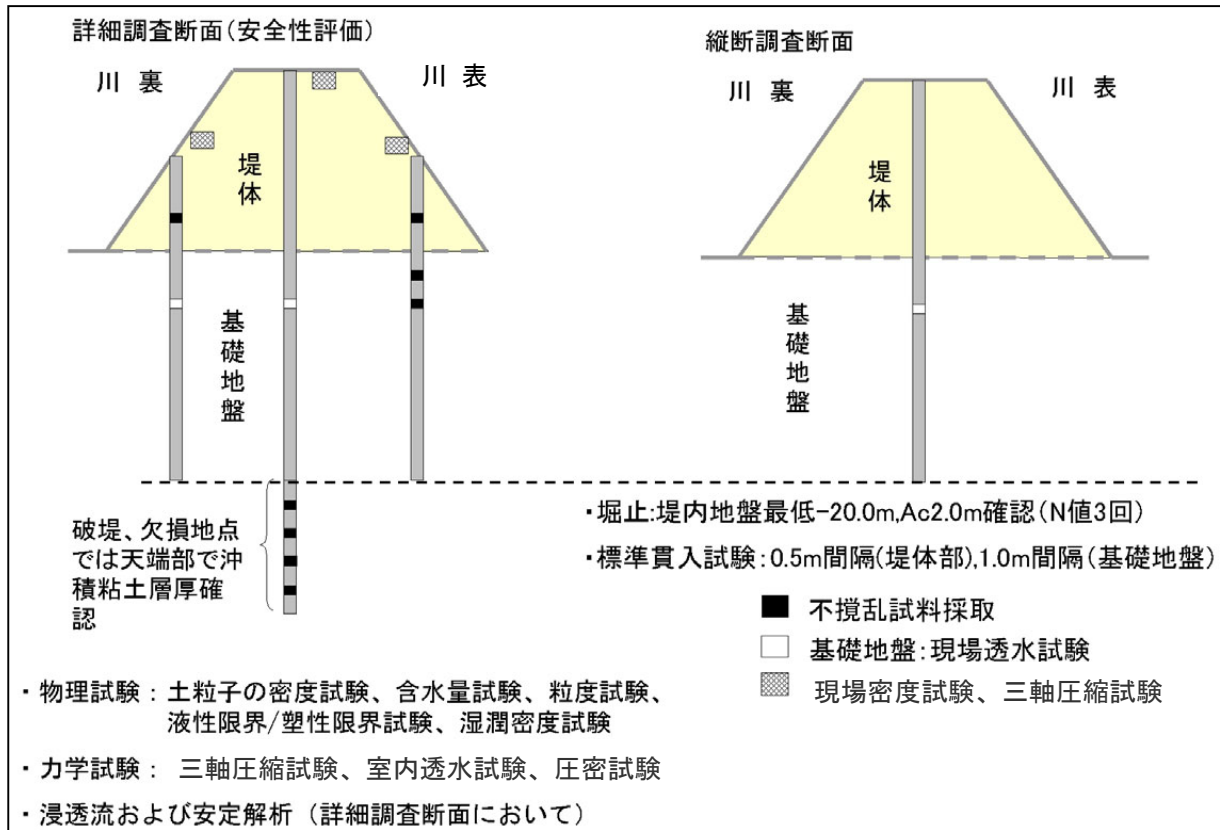 詳細調査断面(安全性評価)
川 裏
川 表
堤体
基礎地盤
破堤、欠損地点
では天端部で沖
積粘土層厚確
認
縦断調査断面
川 裏
川 表
堤体
基礎地盤
・堀止:堤内地盤最低-20.0m,Ac2.0m確認(N値3回)
・標準貫入試験:0.5m間隔(堤体部),1.0m間隔(基礎地盤)
不撹乱試料採取
基礎地盤:現場透水試験
現場密度試験、三軸圧縮試験
・物理試験: 土粒子の密度試験、含水量試験、粒度試験、
液性限界/塑性限界試験、湿潤密度試験
・力学試験: 三軸圧縮試験、室内透水試験、圧密試験
・浸透流および安定解析 (詳細調査断面において)